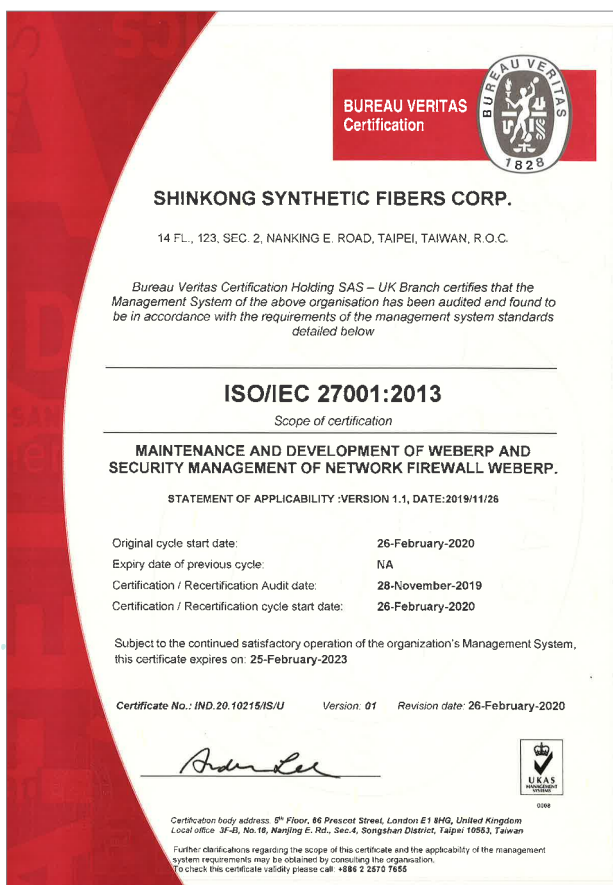 BUREAU VERITAS
Certification
BUREAU VERITAS
1828
SHINKONG SYNTHETIC FIBERS CORP.
14 FL., 123, SEC. 2, NANKING E. ROAD, TAIPEI, TAIWAN, R.O.C.
Bureau Veritas Certification Holding SAS – UK Branch certifies that the
Management System of the above organisation has been audited and found to
be in accordance with the requirements of the management system standards
detailed below
ISO/IEC 27001:2013
Scope of certification
MAINTENANCE AND DEVELOPMENT OF WEBERP AND
SECURITY MANAGEMENT OF NETWORK FIREWALL WEBERP.
STATEMENT OF APPLICABILITY :VERSION 1.1, DATE:2019/11/26
Original cycle start date: 26-February-2020
Expiry date of previous cycle: NA
Certification / Recertification Audit date: 28-November-2019
Certification / Recertification cycle start date: 26-February-2020
Subject to the continued satisfactory operation of the organization's Management System,
this certificate expires on: 25-February-2023
Certificate No.: IND.20.10215/IS/U Version: 01 Revision date: 26-February-2020
UKAS
MANAGEMENT
SYSTEMS
0008
Certification body address: 5th Floor, 66 Prescot Street, London E1 8HG, United Kingdom
Local office 3F-B, No.16, Nanjing E. Rd., Sec.4, Songshan District, Taipei 10553, Taiwan
Further clarifications regarding the scope of this certificate and the applicability of the management
system requirements may be obtained by consulting the organisation.
To check this certificate validity please call: +886 2 2570 7655